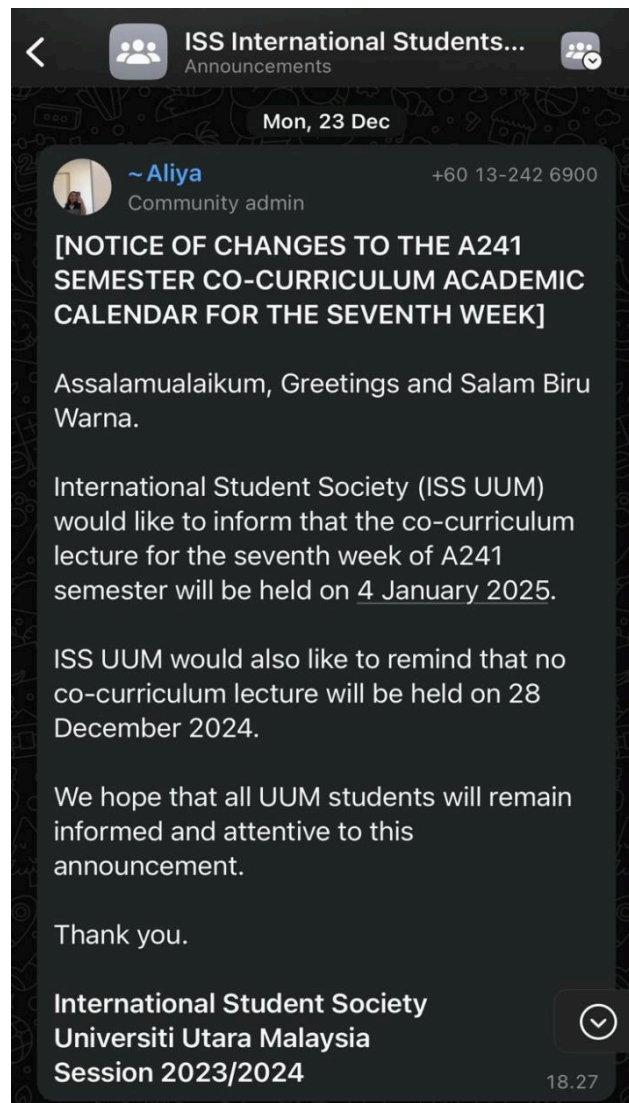 ISS International Students...
Announcements
Mon, 23 Dec
~Aliya
+60 13-242 6900
Community admin
[NOTICE OF CHANGES TO THE A241
SEMESTER CO-CURRICULUM ACADEMIC
CALENDAR FOR THE SEVENTH WEEK]
Assalamualaikum, Greetings and Salam Biru
Warna.
International Student Society (ISS UUM)
would like to inform that the co-curriculum
lecture for the seventh week of A241
semester will be held on 4 January 2025.
ISS UUM would also like to remind that no
co-curriculum lecture will be held on 28
December 2024.
We hope that all UUM students will remain
informed and attentive to this
announcement.
Thank you.
International Student Society
Universiti Utara Malaysia
Session 2023/2024
18.27